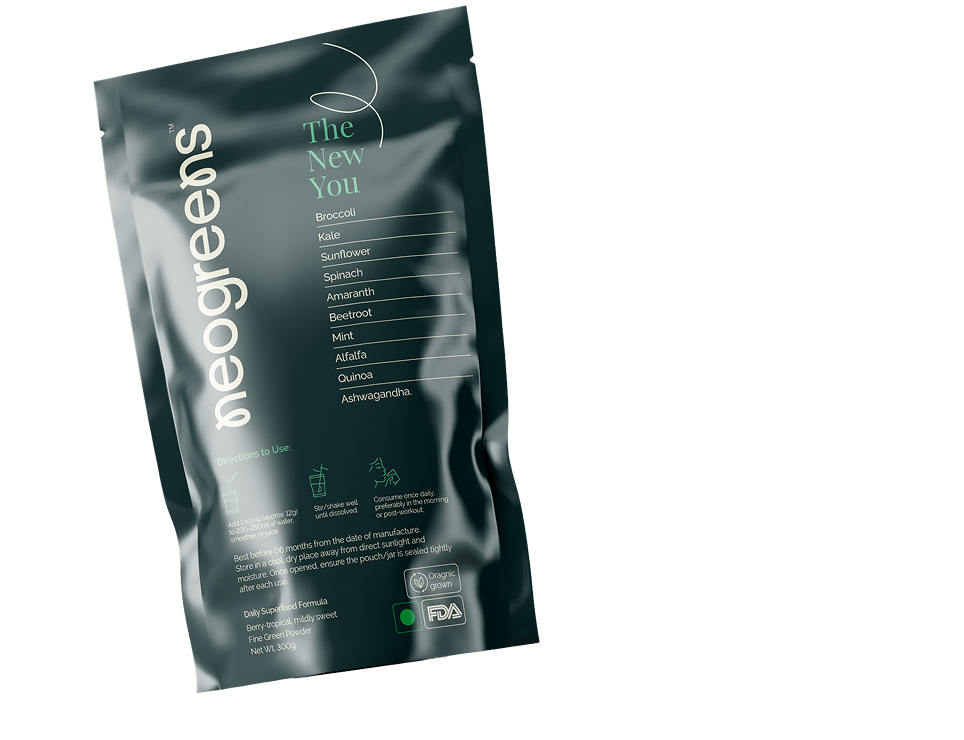 neogreens™
The
New
You
Broccoli
Kale
Sunflower
Spinach
Amaranth
Beetroot
Mint
Alfalfa
Quinoa
Ashwagandha.
Directions to Use:
Add 1 scoop (approx. 12g)
to 200–250ml of water,
smoothie, or juice
Stir/shake well
until dissolved.
Consume once daily,
preferably in the morning
or post-workout.
Best before 06 months from the date of manufacture.
Store in a cool, dry place away from direct sunlight and
moisture. Once opened, ensure the pouch/jar is sealed tightly
after each use.
Oragnic
grown
FDA
Daily Superfood Formula
Berry-tropical, mildly sweet
Fine Green Powder
Net Wt. 300g